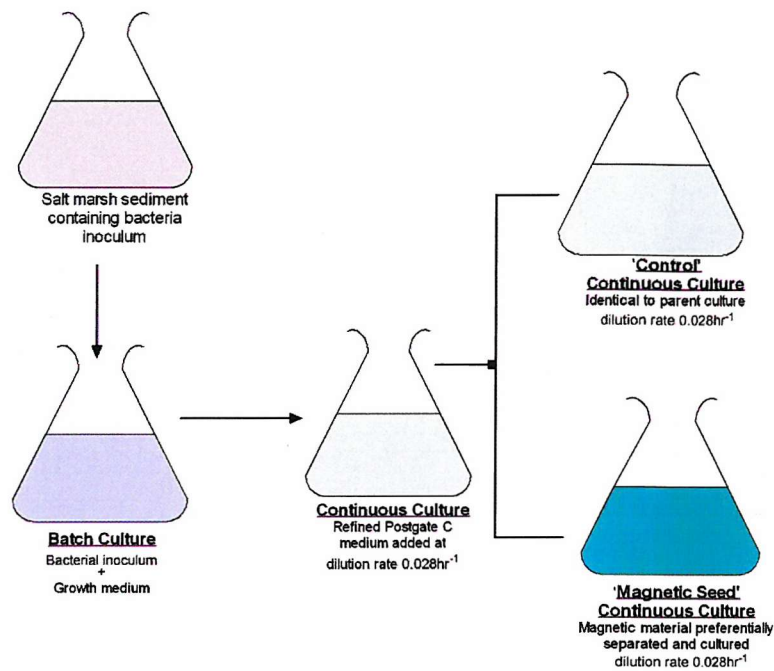 Salt marsh sediment
containing bacteria
inoculum
Batch Culture
Bacterial inoculum
+
Growth medium
Continuous Culture
Refined Postgate C
medium added at
dilution rate 0.028hr⁻¹
'Control'
Continuous Culture
Identical to parent culture
dilution rate 0.028hr⁻¹
'Magnetic Seed'
Continuous Culture
Magnetic material preferentially
separated and cultured
dilution rate 0.028hr⁻¹